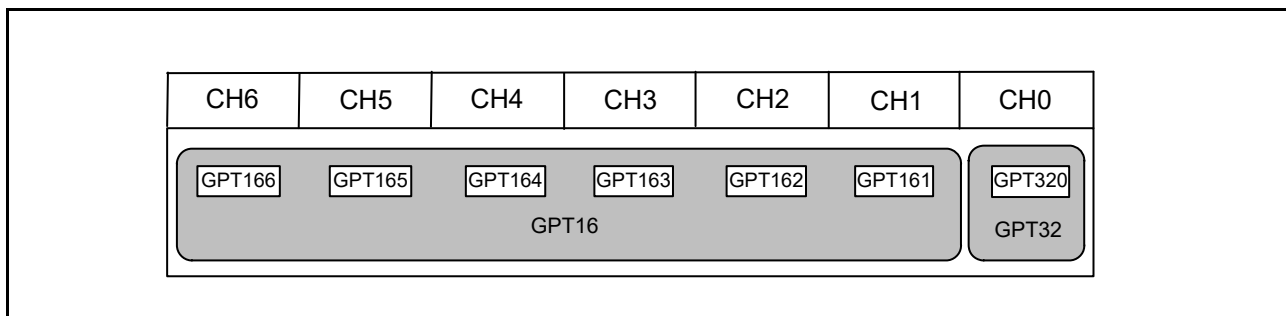 CH6 CH5 CH4 CH3 CH2 CH1 CH0
GPT166 GPT165 GPT164 GPT163 GPT162 GPT161 GPT320
GPT16 GPT32